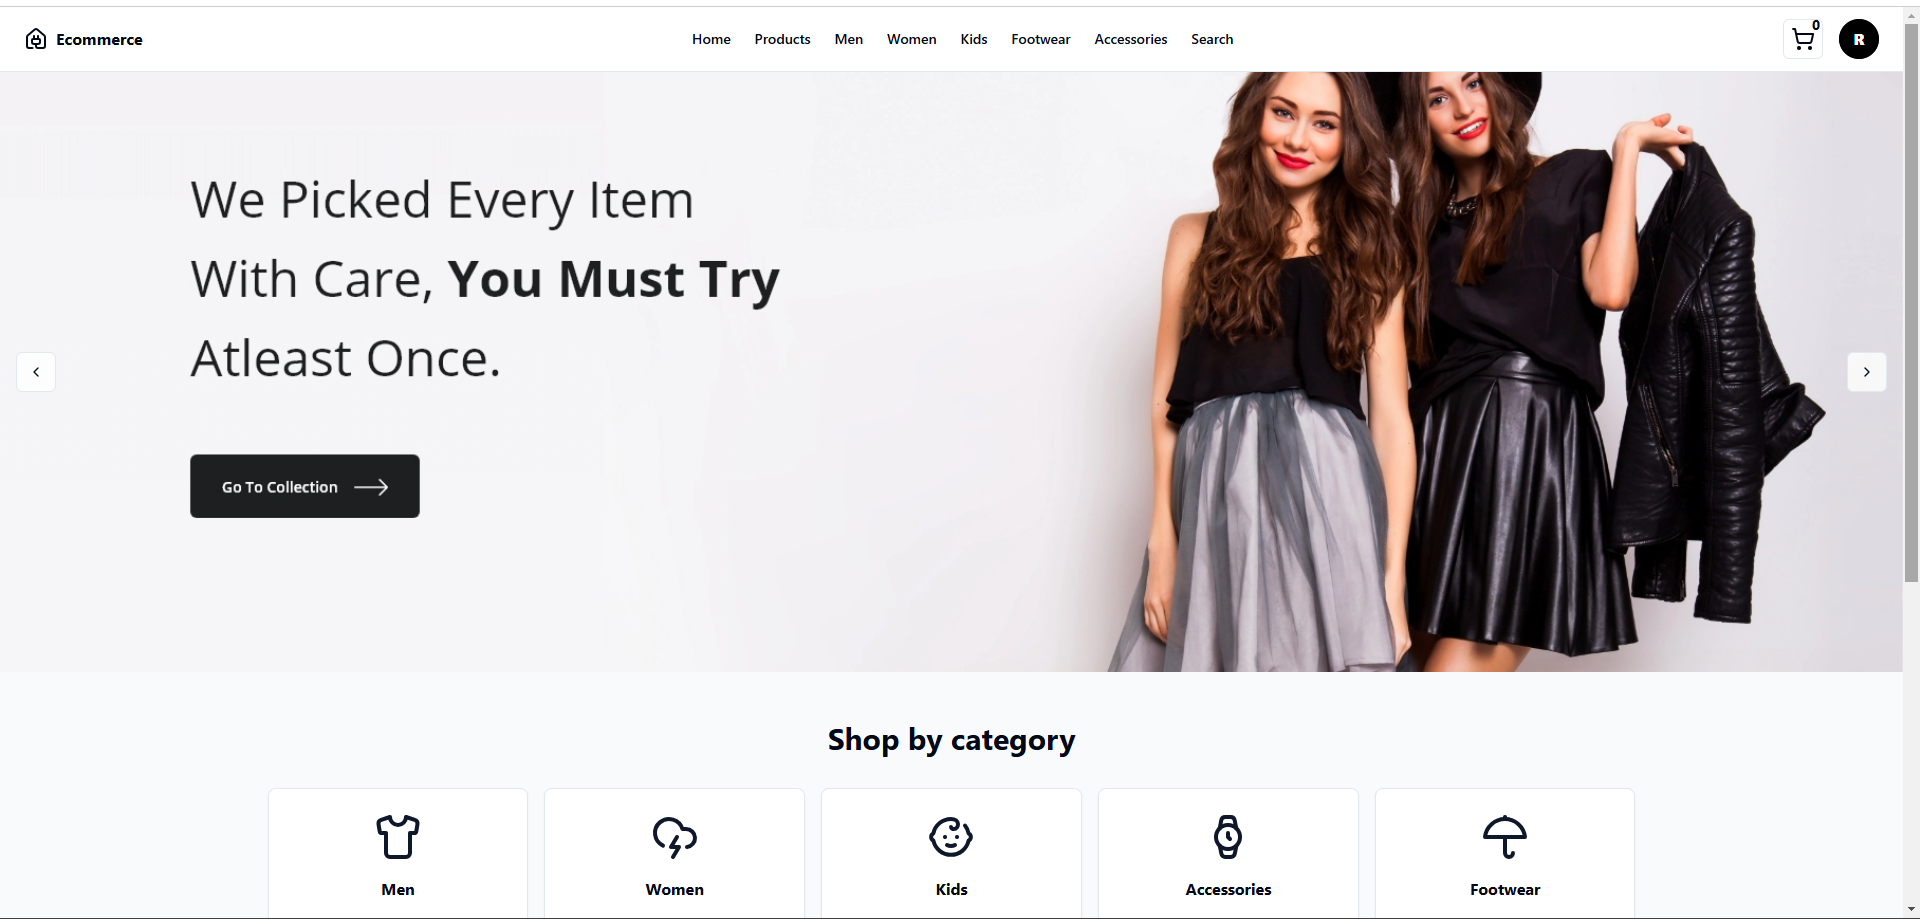 Ecommerce
Home Products Men Women Kids Footwear Accessories Search
0
R
We Picked Every Item
With Care, You Must Try
Atleast Once.
Go To Collection
Shop by category
Men Women Kids Accessories Footwear